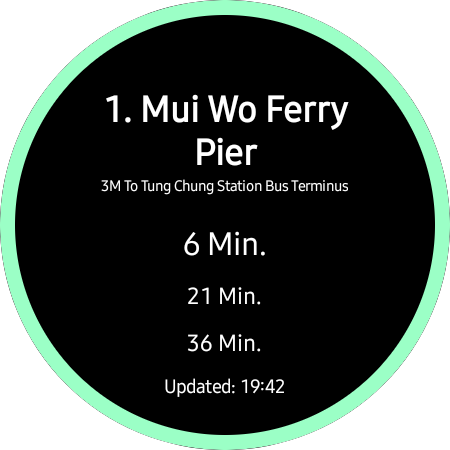 1. Mui Wo Ferry
Pier
3M To Tung Chung Station Bus Terminus
6 Min.
21 Min.
36 Min.
Updated: 19:42